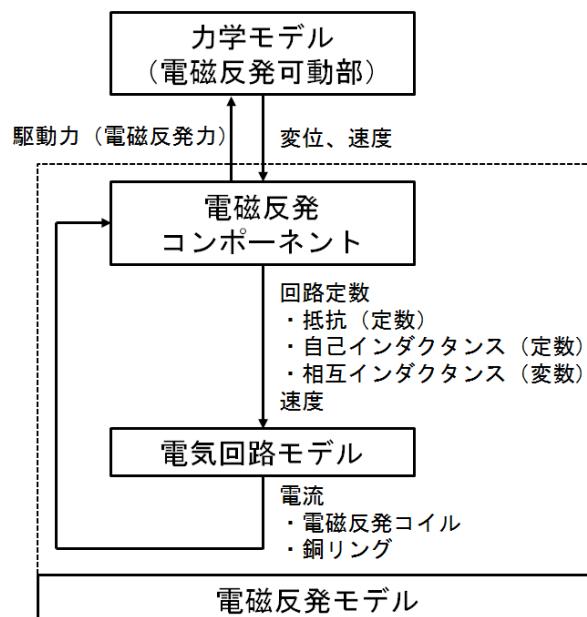 力学モデル
（電磁反発可動部）
駆動力（電磁反発力）
変位、速度
電磁反発
コンポーネント
回路定数
・抵抗（定数）
・自己インダクタンス（定数）
・相互インダクタンス（変数）
速度
電気回路モデル
電流
・電磁反発コイル
・銅リング
電磁反発モデル